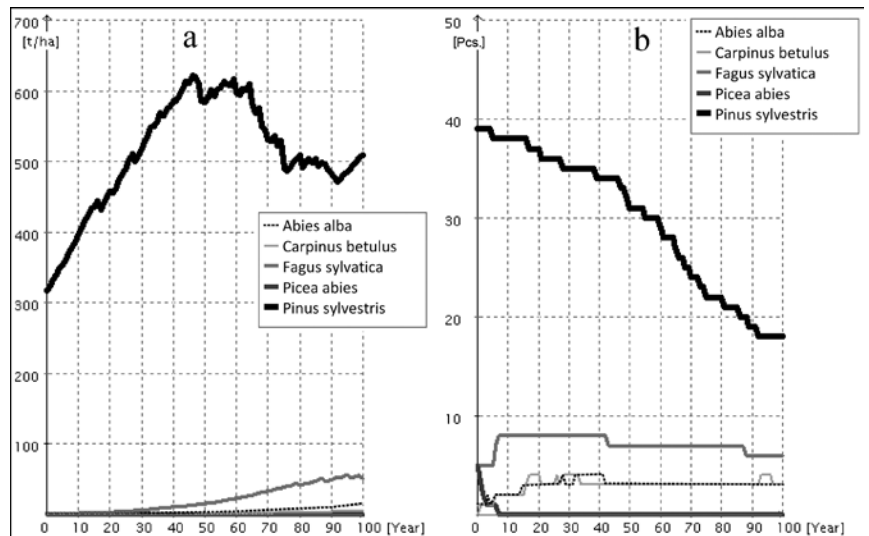 700
[t/ha]
a
600
500
400
300
200
100
Abies alba
Carpinus betulus
Fagus sylvatica
Picea abies
Pinus sylvestris
0 10 20 30 40 50 60 70 80 90 100 [Year]
50
[Pcs.]
b
40
30
20
10
Abies alba
Carpinus betulus
Fagus sylvatica
Picea abies
Pinus sylvestris
0 10 20 30 40 50 60 70 80 90 100 [Year]